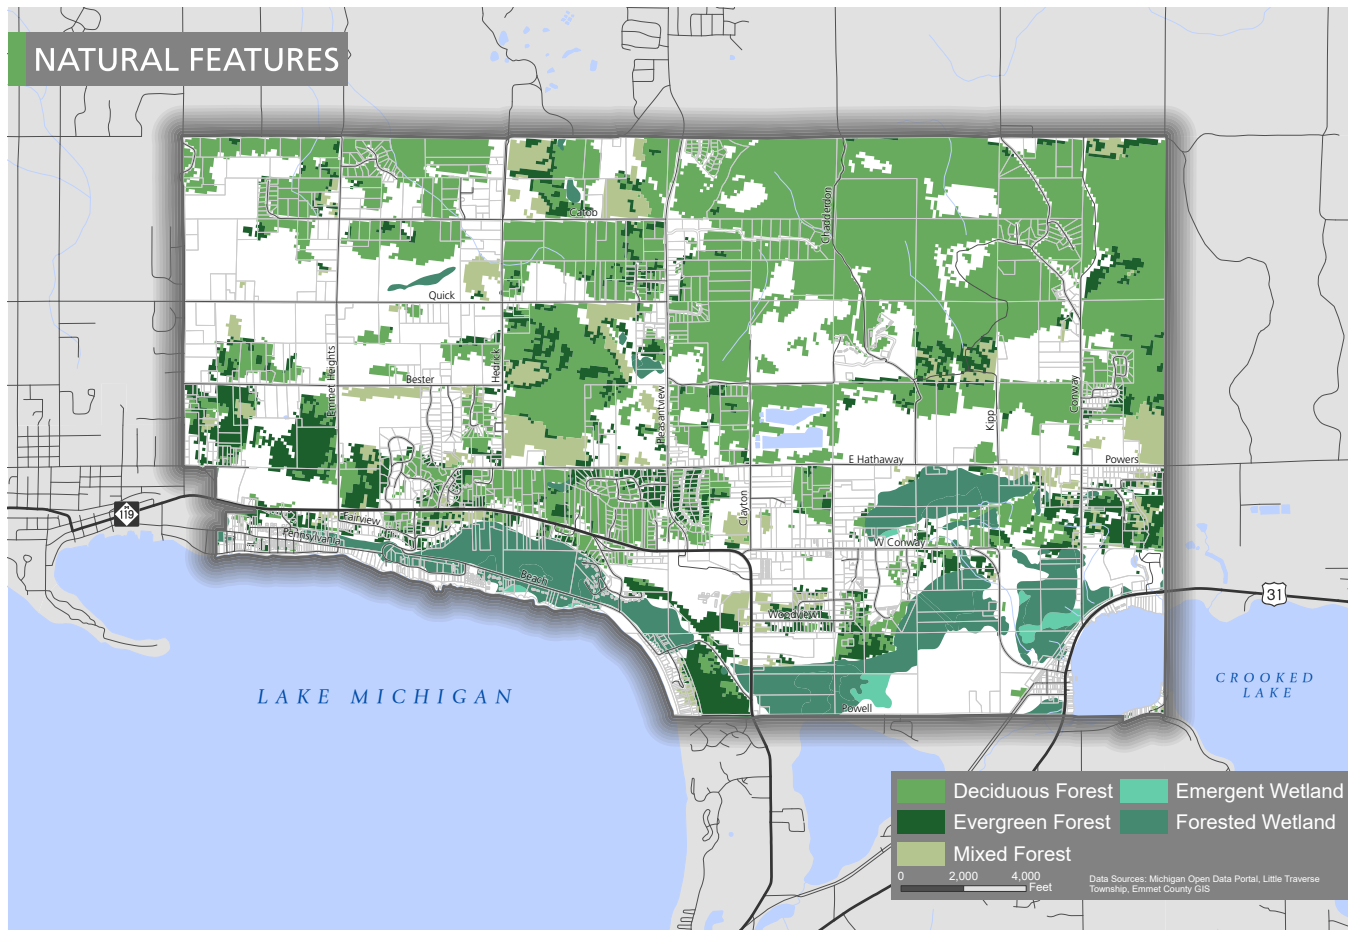 NATURAL FEATURES
Catob
Chadderdon
Quick
Emmet Heights
Hedrick
Bester
Pleasantview
Conway
Kipp
E Hathaway
Powers
Clayton
119
Fairview
Pennsylvania
W Conway
Beach
Woodview
31
LAKE MICHIGAN
CROOKED
LAKE
Powell
Deciduous Forest
Emergent Wetland
Evergreen Forest
Forested Wetland
Mixed Forest
0 2,000 4,000
Feet
Data Sources: Michigan Open Data Portal, Little Traverse
Township, Emmet County GIS